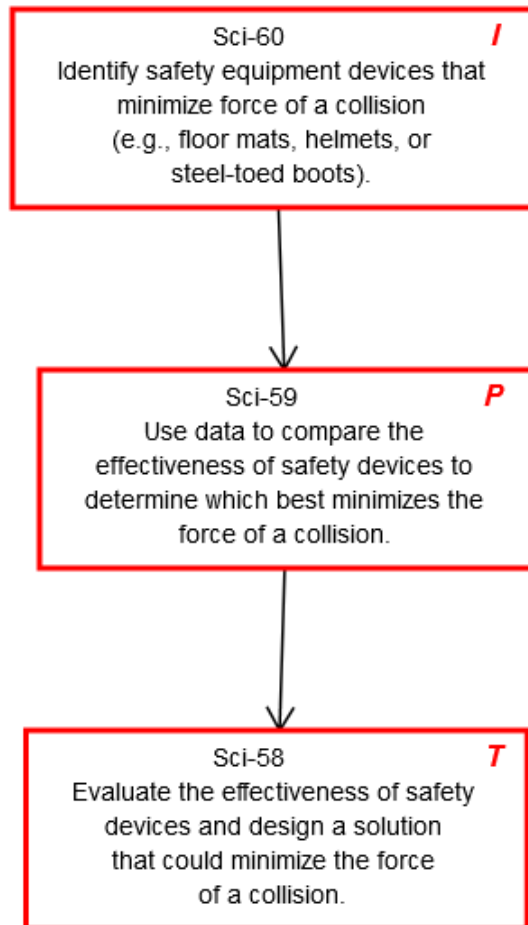 Sci-60 I
Identify safety equipment devices that
minimize force of a collision
(e.g., floor mats, helmets, or
steel-toed boots).
Sci-59 P
Use data to compare the
effectiveness of safety devices to
determine which best minimizes the
force of a collision.
Sci-58 T
Evaluate the effectiveness of safety
devices and design a solution
that could minimize the force
of a collision.